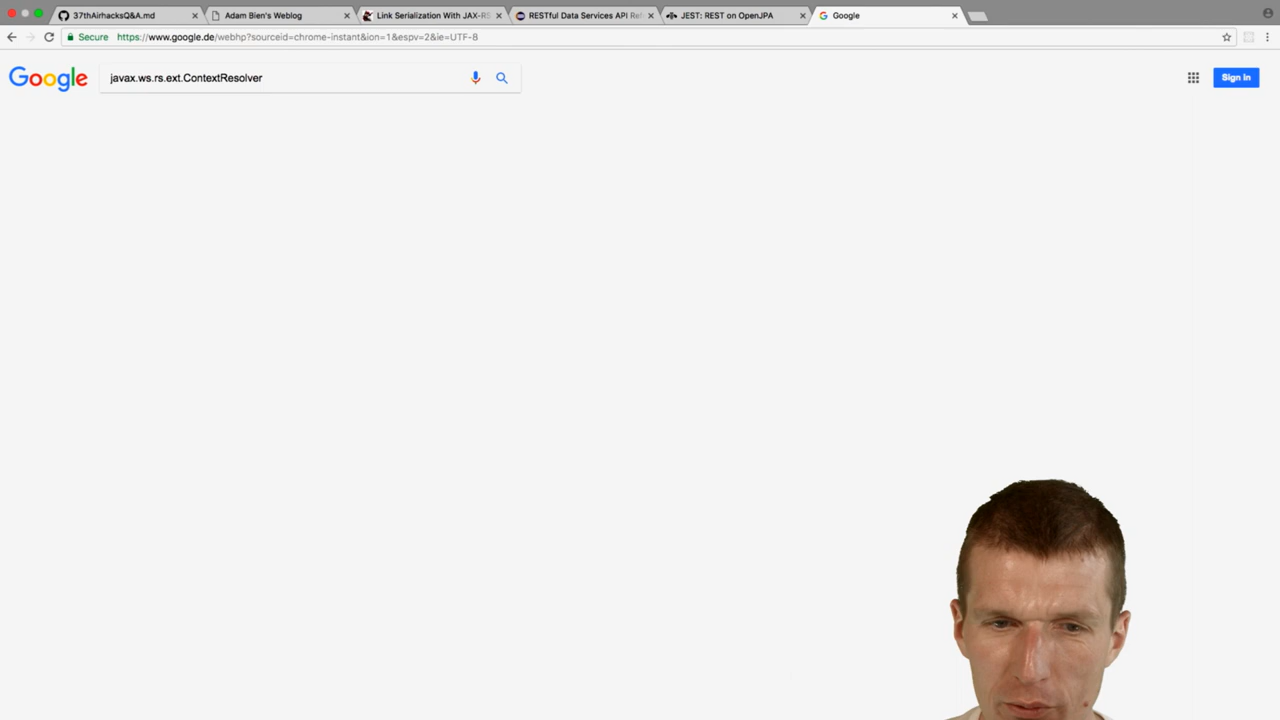 37thAirhacksQ&A.md
Adam Bien's Weblog
Link Serialization With JAX-RS
RESTful Data Services API Re
JEST: REST on OpenJPA
Google
Secure https://www.google.de/webhp?sourceid=chrome-instant&ion=1&espv=2&ie=UTF-8
Google
javax.ws.rs.ext.ContextResolver
Sign in